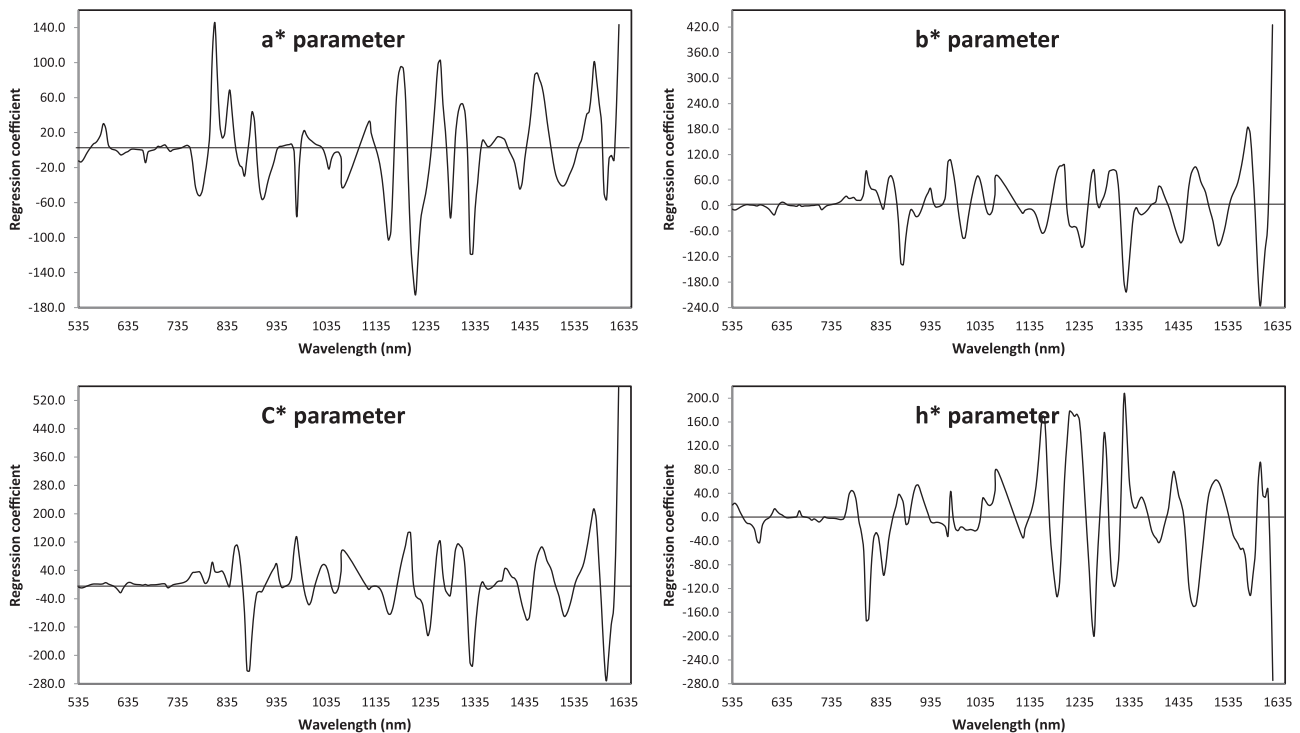 a* parameter
Regression coefficient
140.0
100.0
60.0
20.0
-20.0
-60.0
-100.0
-140.0
-180.0
535 635 735 835 935 1035 1135 1235 1335 1435 1535 1635
Wavelength (nm)
b* parameter
Regression coefficient
420.0
360.0
300.0
240.0
180.0
120.0
60.0
0.0
-60.0
-120.0
-180.0
-240.0
535 635 735 835 935 1035 1135 1235 1335 1435 1535 1635
Wavelength (nm)
C* parameter
Regression coefficient
520.0
440.0
360.0
280.0
200.0
120.0
40.0
-40.0
-120.0
-200.0
-280.0
535 635 735 835 935 1035 1135 1235 1335 1435 1535 1635
Wavelength (nm)
h* parameter
Regression coefficient
200.0
160.0
120.0
80.0
40.0
0.0
-40.0
-80.0
-120.0
-160.0
-200.0
-240.0
-280.0
535 635 735 835 935 1035 1135 1235 1335 1435 1535 1635
Wavelength (nm)